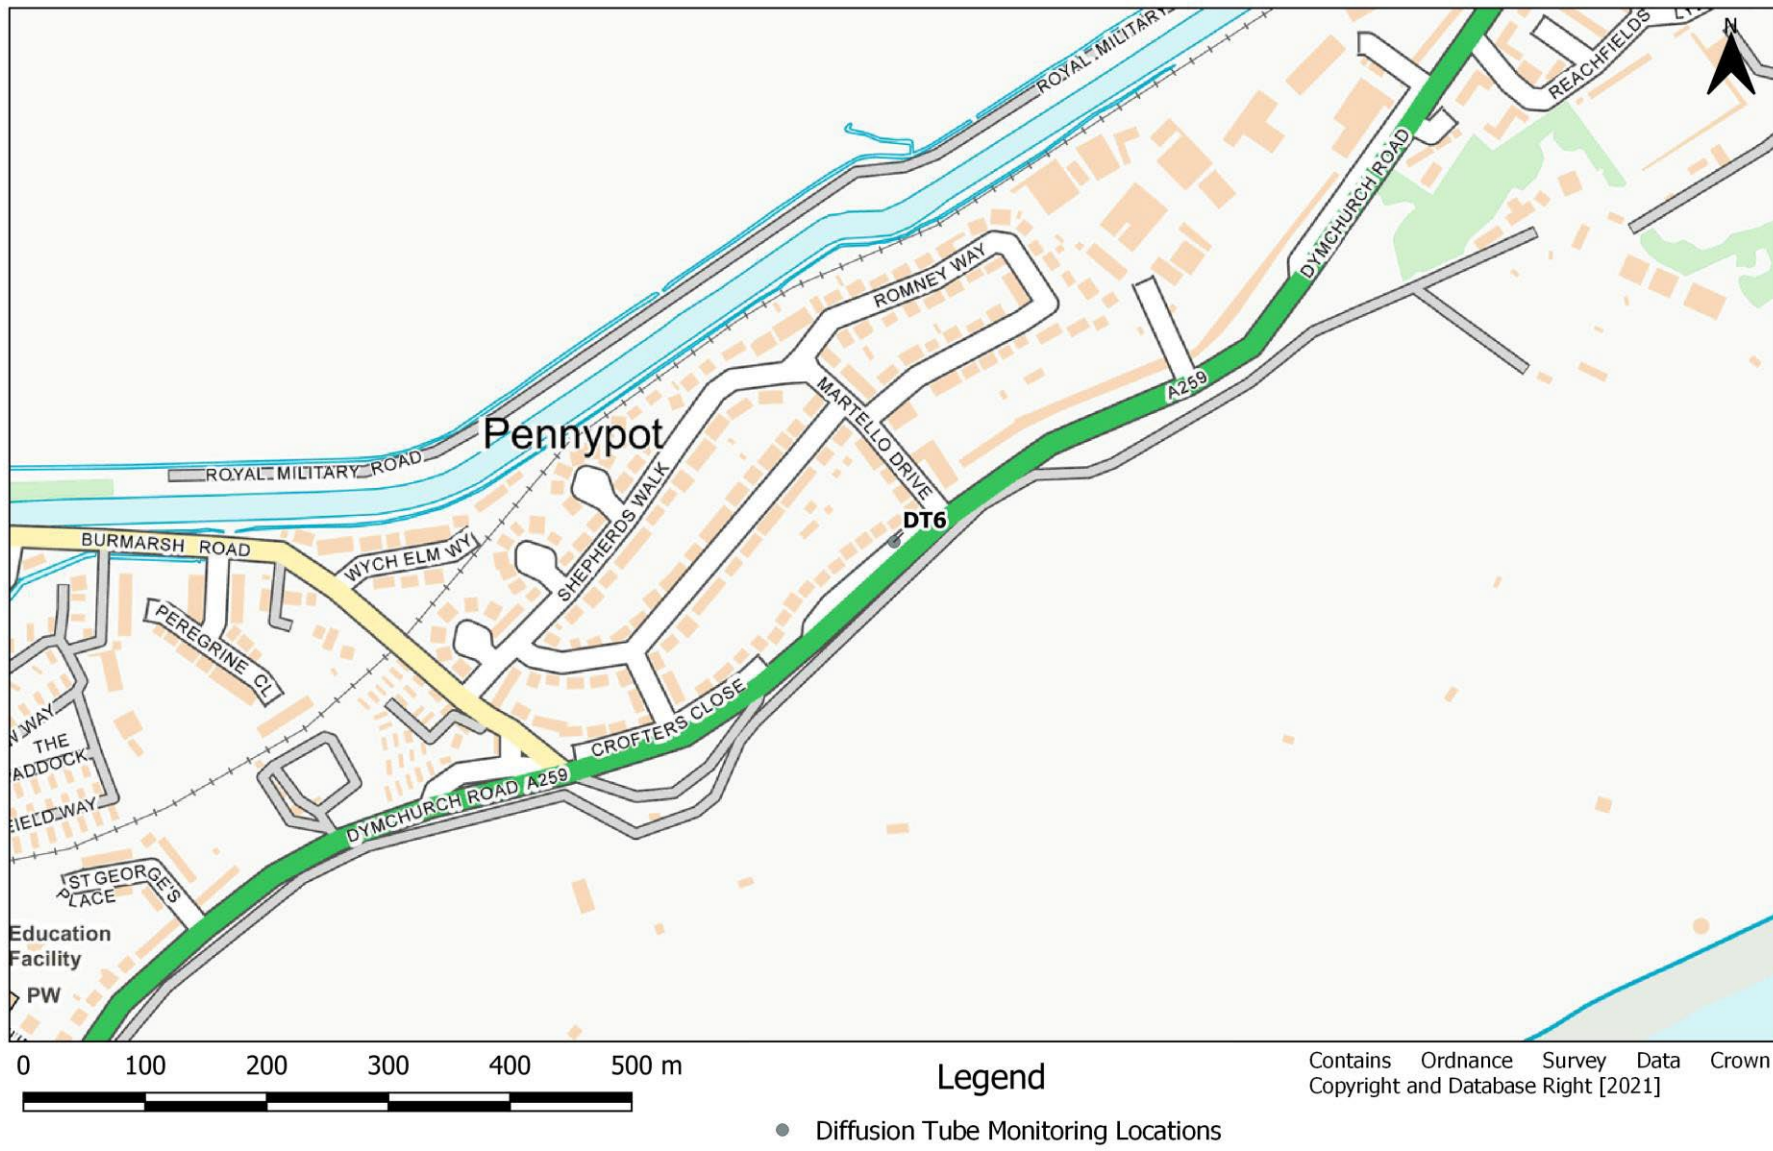 ROYAL MILITARY
ROYAL MILITARY
REACHFIELDS
N
DYMCHURCH ROAD
ROMNEY WAY
A259
MARTELLO DRIVE
Pennypot
ROYAL MILITARY ROAD
SHEPHERDS WALK
DT6
BURMARSH ROAD
WYCH ELM WY
PEREGRINE CL
CROFTERS CLOSE
WAY
THE
ADDOCK
IELD WAY
DYMCHURCH ROAD A259
ST GEORGE'S
PLACE
Education
Facility
PW
0 100 200 300 400 500 m
Legend
Diffusion Tube Monitoring Locations
Contains Ordnance Survey Data Crown
Copyright and Database Right [2021]